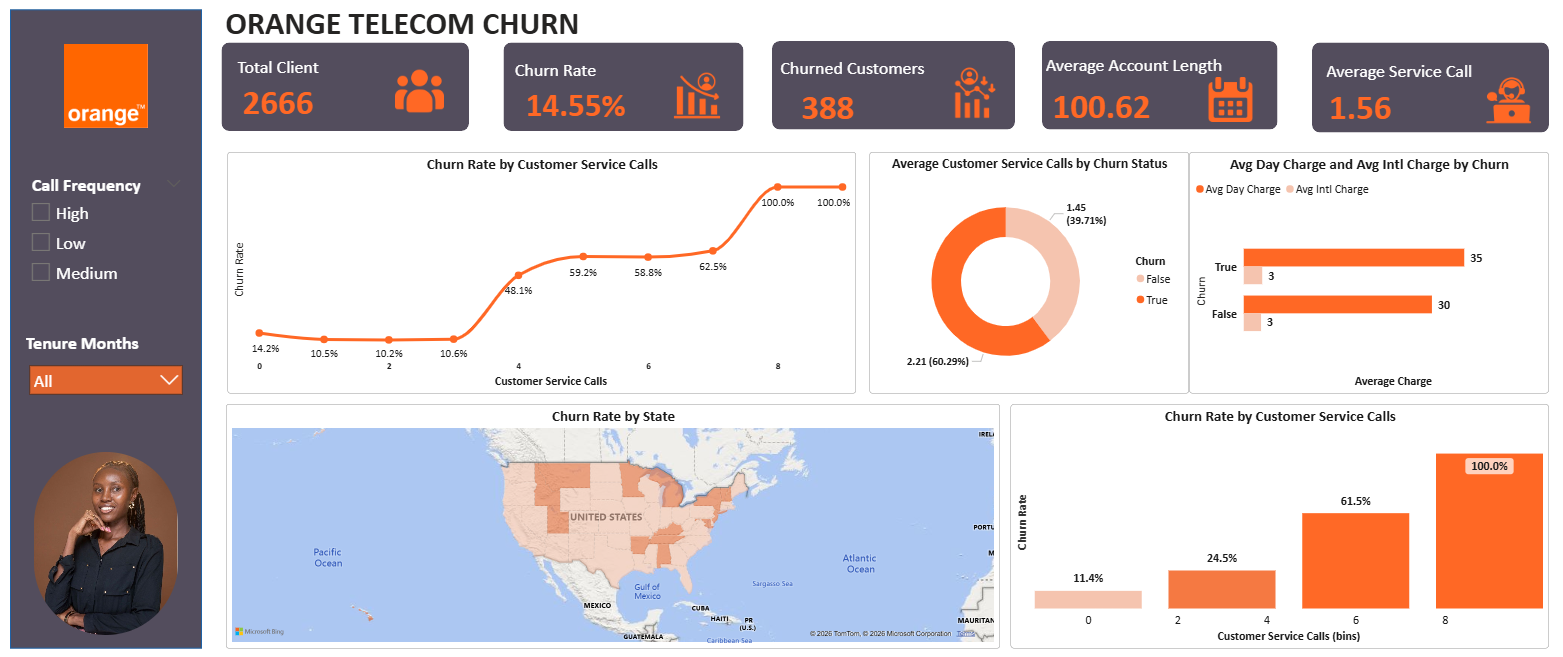 ORANGE TELECOM CHURN
orange™
Total Client
2666
Churn Rate
14.55%
Churned Customers
388
Average Account Length
100.62
Average Service Call
1.56
Call Frequency
High
Low
Medium
Tenure Months
All
Churn Rate by Customer Service Calls
Churn Rate
14.2%
10.5%
10.2%
10.6%
48.1%
59.2%
58.8%
62.5%
100.0%
100.0%
0
2
4
6
8
Customer Service Calls
Average Customer Service Calls by Churn Status
1.45
(39.71%)
2.21 (60.29%)
Churn
False
True
Avg Day Charge and Avg Intl Charge by Churn
Avg Day Charge
Avg Intl Charge
Churn
True
35
3
False
30
3
Average Charge
Churn Rate by State
IREL
UNITED STATES
Pacific
Ocean
Atlantic
Ocean
PORTU
M
Gulf of
Mexico
Sargasso Sea
MEXICO
CUBA
HAITI
PR
(U.S.)
MAURITAN
GUATEMALA
Caribbean Sea
Microsoft Bing
© 2026 TomTom, © 2026 Microsoft Corporation Terms
Churn Rate by Customer Service Calls
Churn Rate
11.4%
24.5%
61.5%
100.0%
0
2
4
6
8
Customer Service Calls (bins)